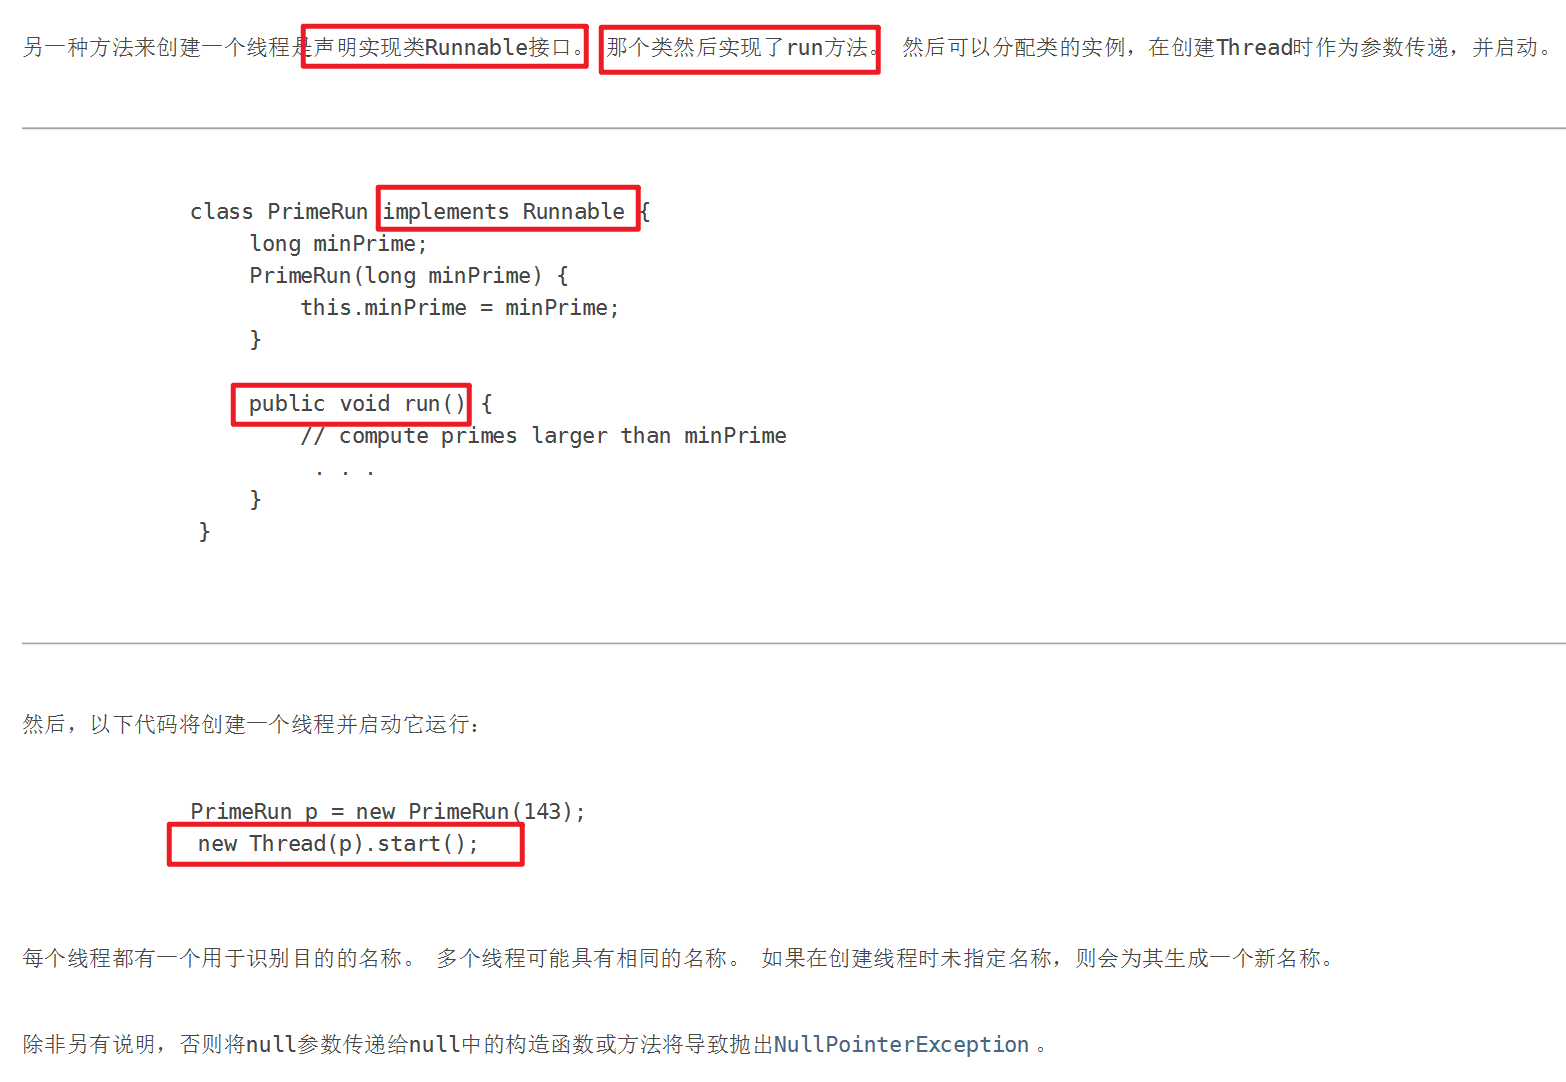 另一种方法来创建一个线程是声明实现类Runnable接口。 那个类然后实现了run方法。 然后可以分配类的实例，在创建Thread时作为参数传递，并启动。
class PrimeRun implements Runnable {
long minPrime;
PrimeRun(long minPrime) {
this.minPrime = minPrime;
}
public void run() {
// compute primes larger than minPrime
. . .
}
}
然后，以下代码将创建一个线程并启动它运行：
PrimeRun p = new PrimeRun(143);
new Thread(p).start();
每个线程都有一个用于识别目的的名称。 多个线程可能具有相同的名称。 如果在创建线程时未指定名称，则会为其生成一个新名称。
除非另有说明，否则将null参数传递给null中的构造函数或方法将导致抛出NullPointerException 。